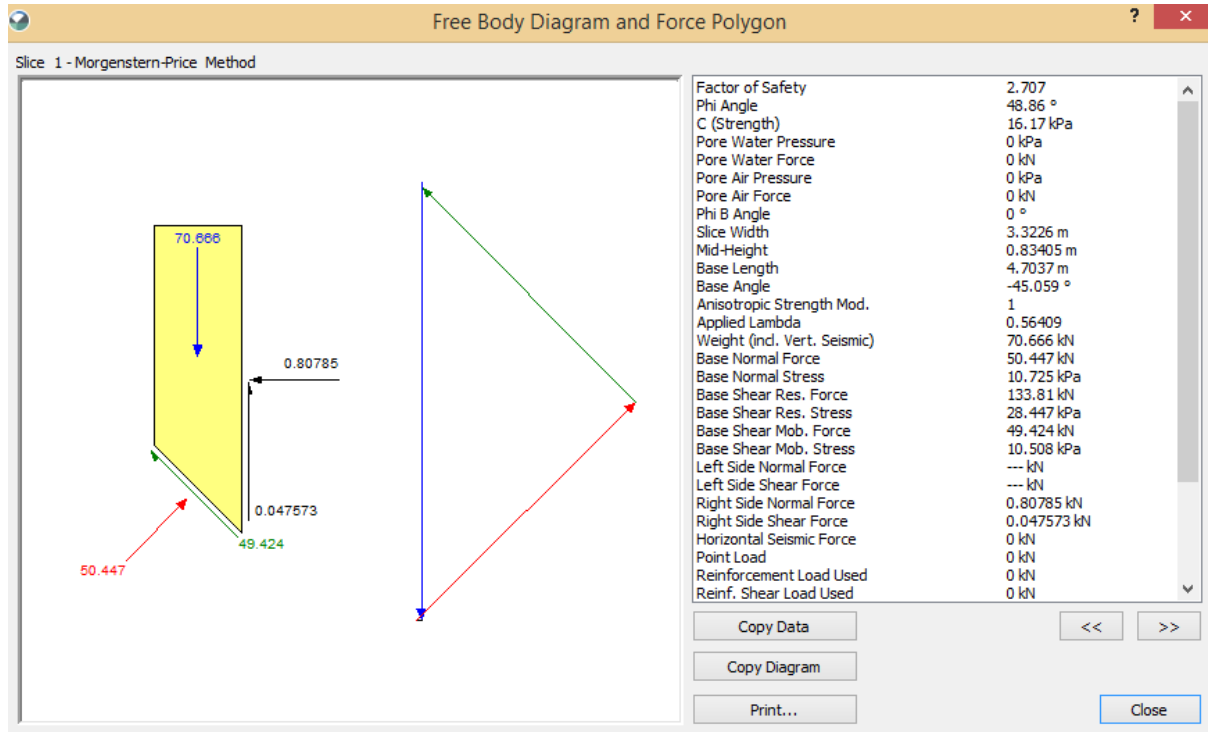 Free Body Diagram and Force Polygon
?
×
Slice 1 - Morgenstern-Price Method
70.666
0.80785
0.047573
49.424
50.447
Factor of Safety 2.707
Phi Angle 48.86 °
C (Strength) 16.17 kPa
Pore Water Pressure 0 kPa
Pore Water Force 0 kN
Pore Air Pressure 0 kPa
Pore Air Force 0 kN
Phi B Angle 0 °
Slice Width 3.3226 m
Mid-Height 0.83405 m
Base Length 4.7037 m
Base Angle -45.059 °
Anisotropic Strength Mod. 1
Applied Lambda 0.56409
Weight (incl. Vert. Seismic) 70.666 kN
Base Normal Force 50.447 kN
Base Normal Stress 10.725 kPa
Base Shear Res. Force 133.81 kN
Base Shear Res. Stress 28.447 kPa
Base Shear Mob. Force 49.424 kN
Base Shear Mob. Stress 10.508 kPa
Left Side Normal Force --- kN
Left Side Shear Force --- kN
Right Side Normal Force 0.80785 kN
Right Side Shear Force 0.047573 kN
Horizontal Seismic Force 0 kN
Point Load 0 kN
Reinforcement Load Used 0 kN
Reinf. Shear Load Used 0 kN
Copy Data
<< >>
Copy Diagram
Print...
Close